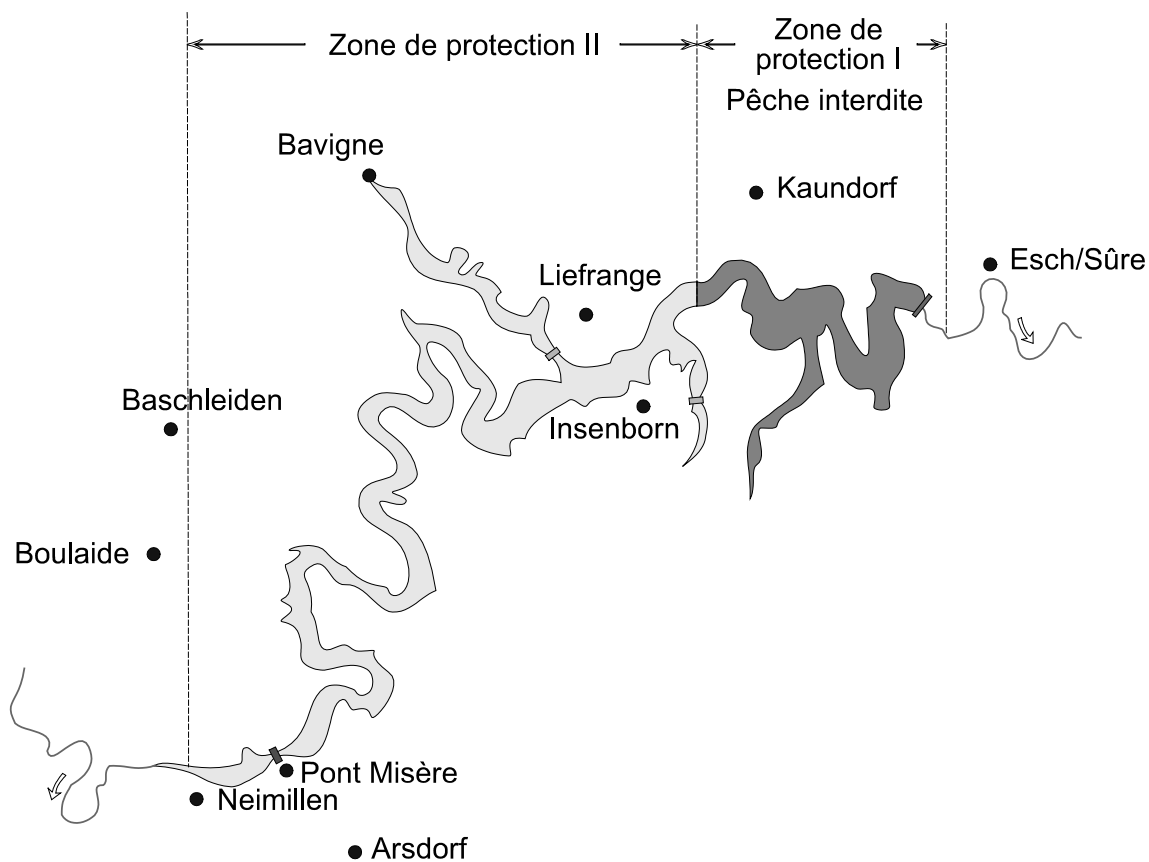 Zone de protection II
Zone de
protection I
Pêche interdite
Bavigne
Kaundorf
Esch/Sûre
Liefrange
Baschleiden
Insenborn
Boulaide
Pont Misère
Neimillen
Arsdorf